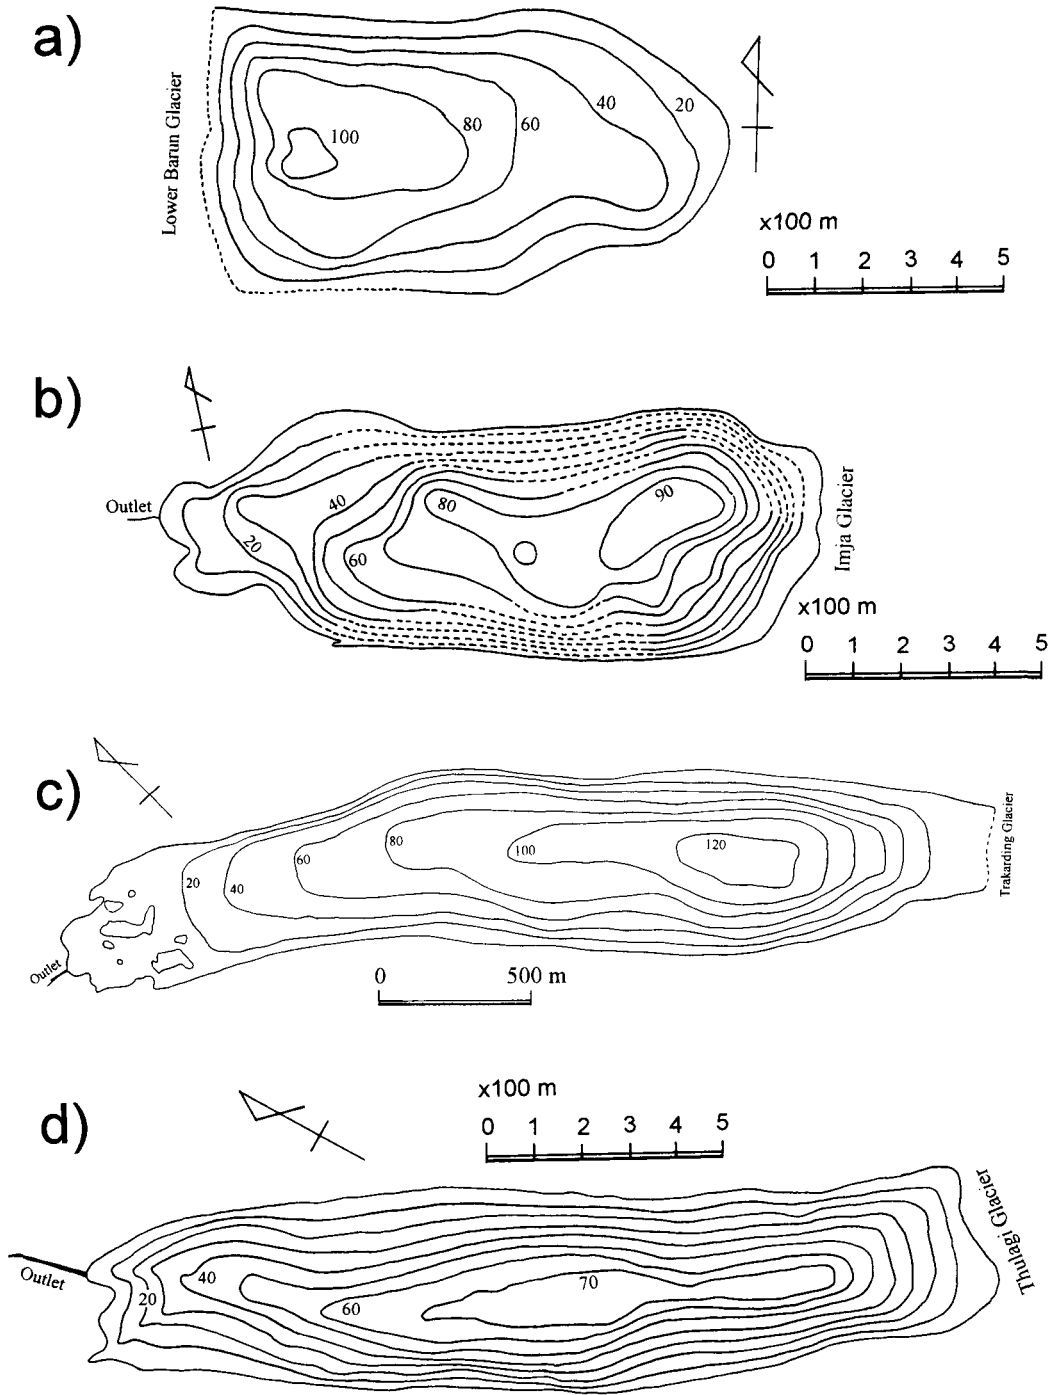 a)
Lower Barun Glacier
100
80
60
40
20
x100 m
0 1 2 3 4 5
b)
Outlet
20
40
60
80
90
Imja Glacier
x100 m
0 1 2 3 4 5
c)
Outlet
20
40
60
80
100
120
Trakarding Glacier
0 500 m
d)
x100 m
0 1 2 3 4 5
Outlet
20
40
60
70
Thulagi Glacier